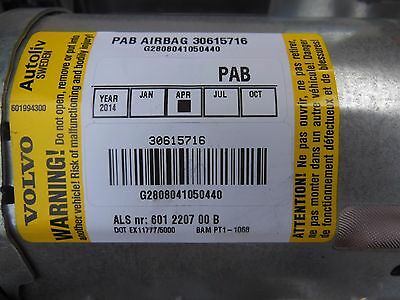 PAB AIRBAG 30615716
G2808041050440
PAB
YEAR JAN APR JUL OCT
2014
30615716
G2808041050440
ALS nr: 601 2207 00 B
DOT EX11777/5000 BAM PT1-1068
Autoliv
SWEDEN
601994300
VOLVO
WARNING! Do not open, remove or put into
another vehicle! Risk of malfunctioning and bodily injury!
ATTENTION! Ne pas ouvrir, ne pas retirer,
ne pas monter dans un autre véhicule! Danger
de fonctionnement défectueux et de blessures!